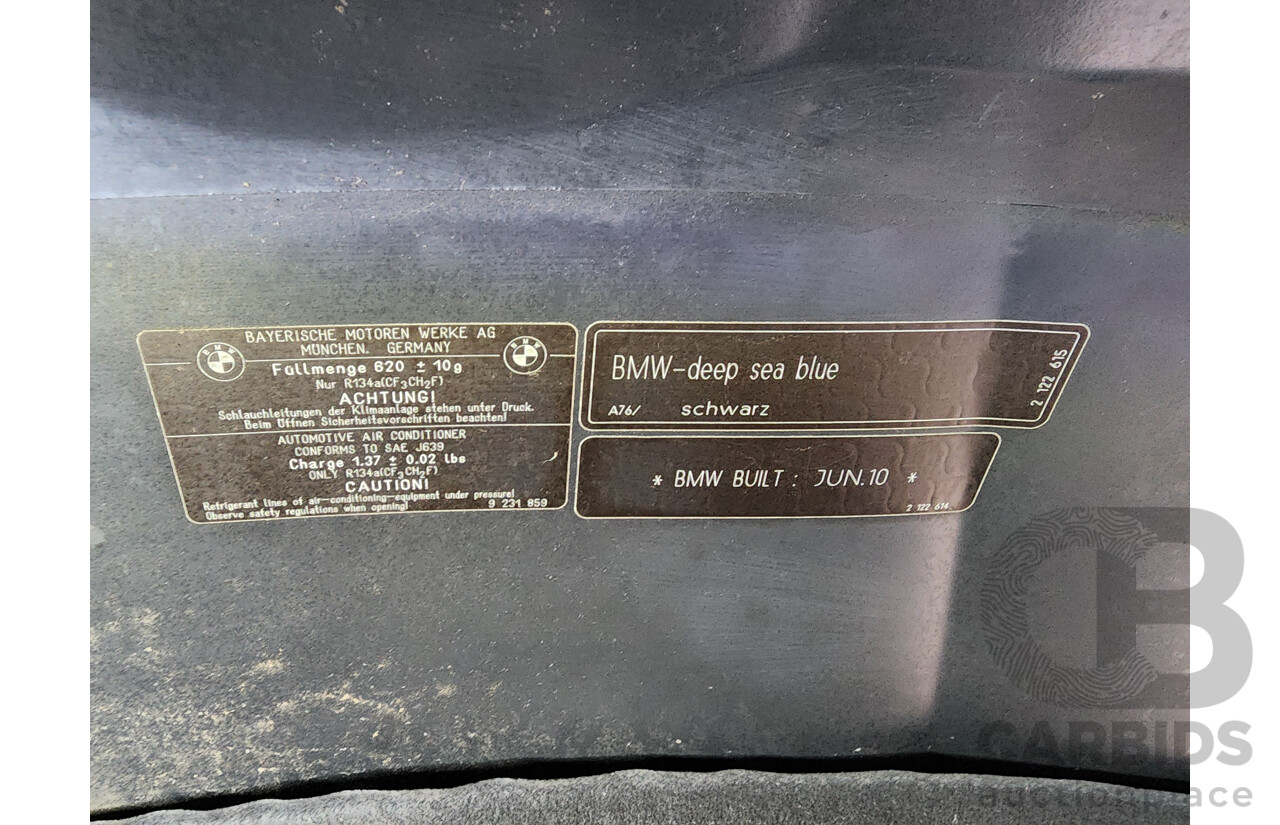 BAYERISCHE MOTOREN WERKE AG
MÜNCHEN. GERMANY
BMW
BMW
Füllmenge 620 ± 10g
Nur R134a(CF3CH2F)
ACHTUNG!
Schlauchleitungen der Klimaanlage stehen unter Druck.
Beim Öffnen Sicherheitsvorschriften beachten!
AUTOMOTIVE AIR CONDITIONER
CONFORMS TO SAE J639
Charge 1.37 ± 0.02 lbs
ONLY R134a(CF3CH2F)
CAUTION!
Refrigerant lines of air-conditioning-equipment under pressure!
Observe safety regulations when opening!
9 231 859
BMW-deep sea blue
A76/ schwarz
2 122 615
* BMW BUILT : JUN.10 *
2 122 614
B
CARBIDS
auctionplace